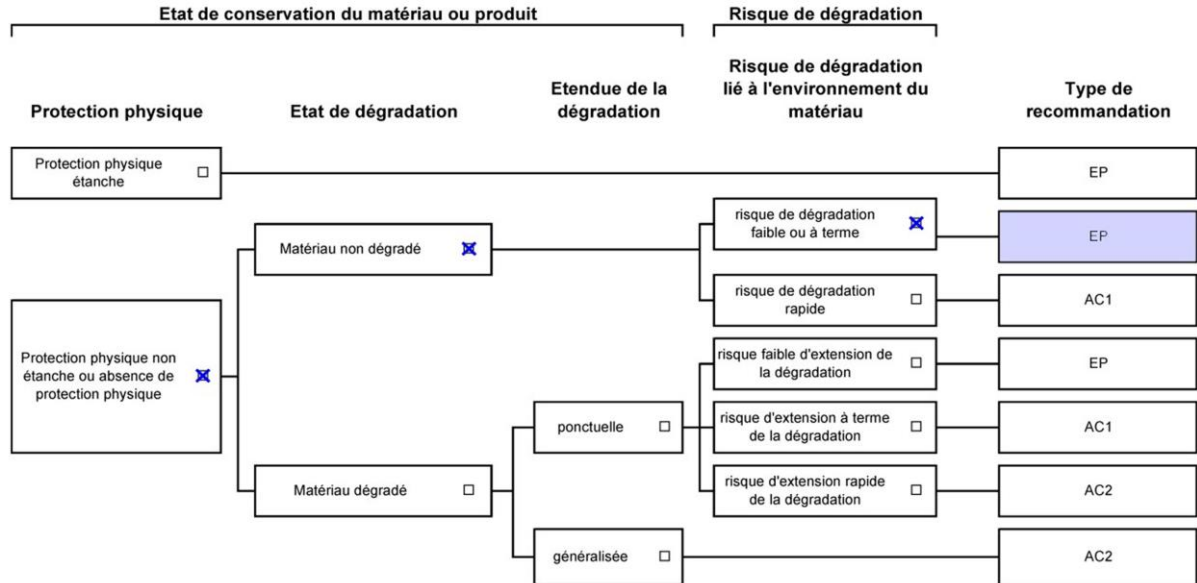 Etat de conservation du matériau ou produit
Risque de dégradation
Protection physique
Etat de dégradation
Etendue de la
dégradation
Risque de dégradation
lié à l'environnement du
matériau
Type de
recommandation
Protection physique
étanche
EP
risque de dégradation
faible ou à terme
EP
Matériau non dégradé
risque de dégradation
rapide
AC1
Protection physique non
étanche ou absence de
protection physique
risque faible d'extension de
la dégradation
EP
ponctuelle
risque d'extension à terme
de la dégradation
AC1
Matériau dégradé
risque d'extension rapide
de la dégradation
AC2
généralisée
AC2